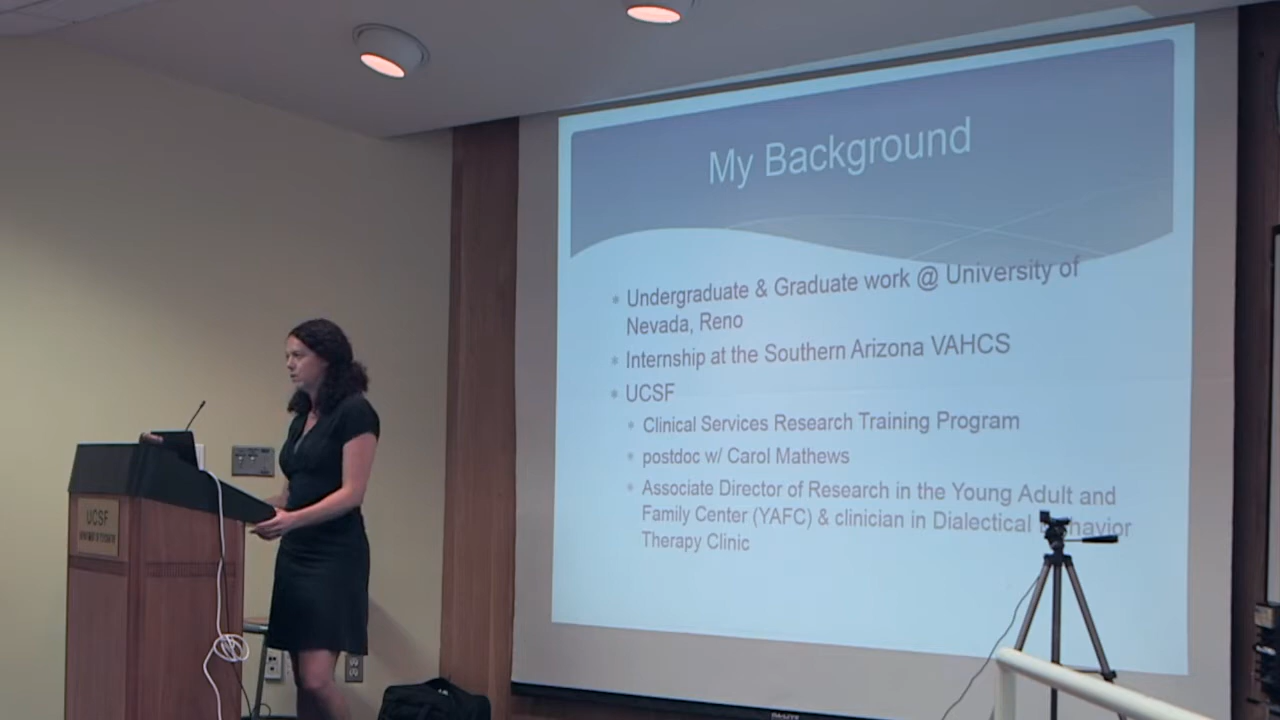 My Background
Undergraduate & Graduate work @ University of
Nevada, Reno
Internship at the Southern Arizona VAHCS
UCSF
Clinical Services Research Training Program
postdoc w/ Carol Mathews
Associate Director of Research in the Young Adult and
Family Center (YAFC) & clinician in Dialectical Behavior
Therapy Clinic
UCSF